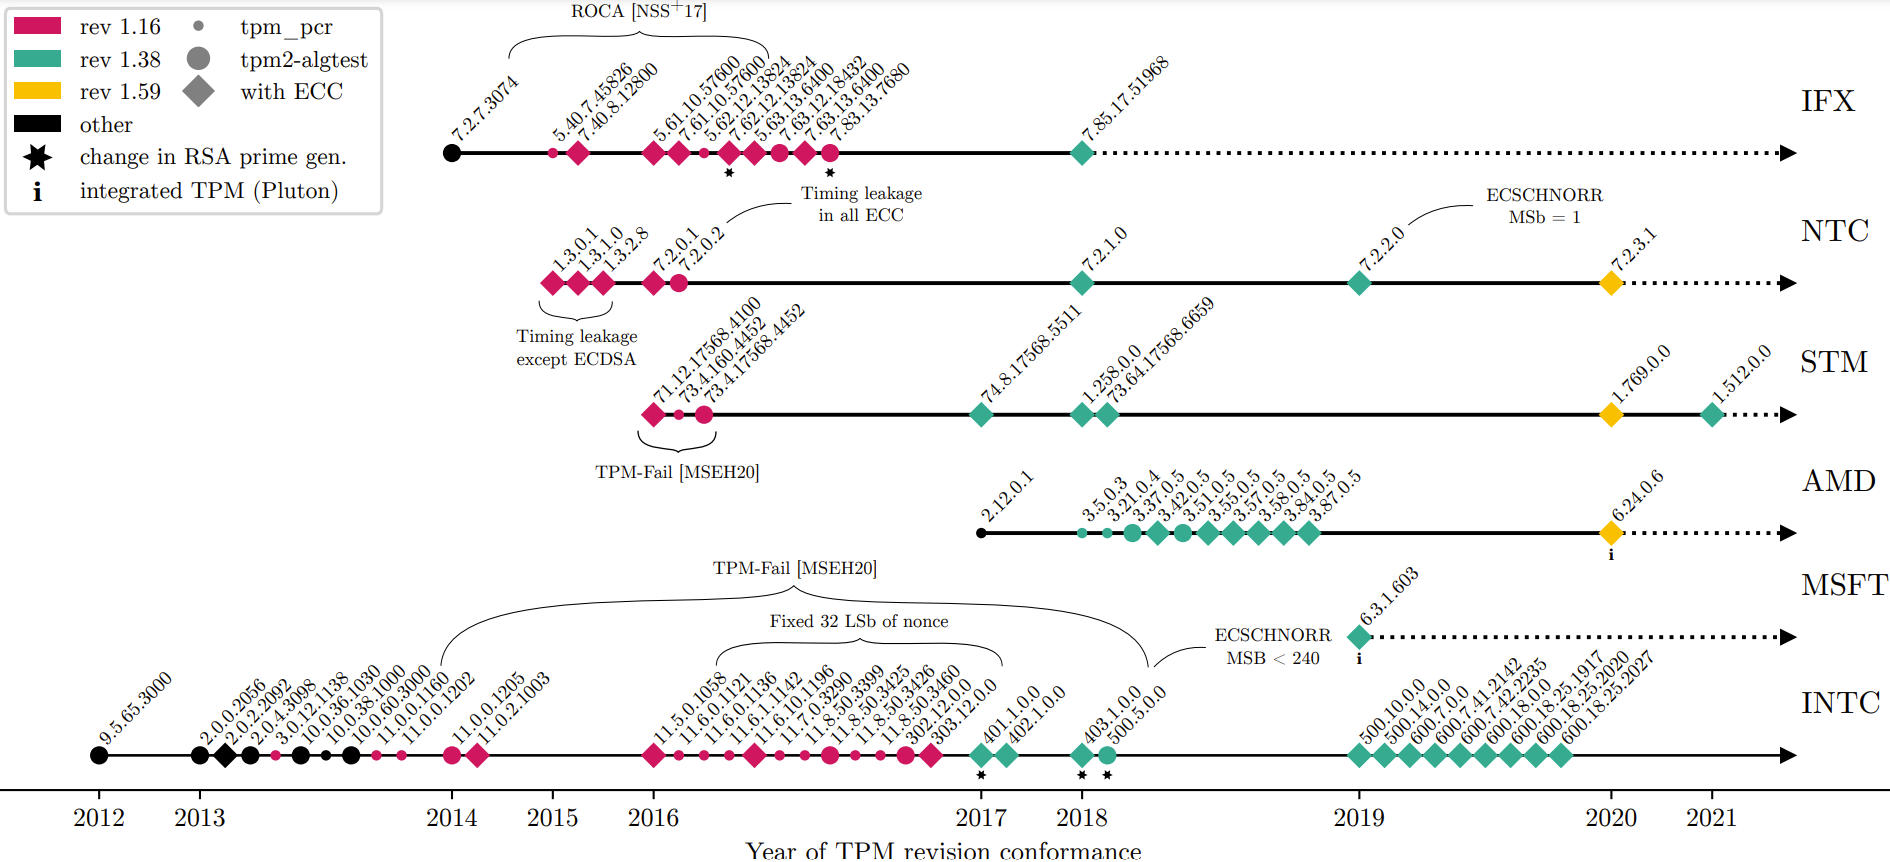 rev 1.16
tpm_pcr
rev 1.38
tpm2-algtest
rev 1.59
with ECC
other
change in RSA prime gen.
i integrated TPM (Pluton)
ROCA [NSS+17]
7.2.7.3074
5.40.7.45826
7.40.8.12800
5.61.10.57600
7.61.10.57600
5.62.12.13824
7.62.12.13824
5.63.13.6400
7.63.12.18432
7.63.13.6400
7.83.13.7680
7.85.17.51968
IFX
Timing leakage
in all ECC
ECSCHNORR
MSb = 1
1.3.0.1
1.3.1.0
1.3.2.8
7.2.0.1
7.2.0.2
7.2.1.0
7.2.2.0
7.2.3.1
NTC
Timing leakage
except ECDSA
71.12.17568.4100
73.4.160.4452
73.4.17568.4452
74.8.17568.5511
1.258.0.0
73.64.17568.6659
1.769.0.0
1.512.0.0
STM
TPM-Fail [MSEH20]
2.12.0.1
3.5.0.3
3.21.0.4
3.37.0.5
3.42.0.5
3.51.0.5
3.55.0.5
3.57.0.5
3.58.0.5
3.84.0.5
3.87.0.5
6.24.0.6
i
AMD
6.3.1.603
i
MSFT
TPM-Fail [MSEH20]
Fixed 32 LSb of nonce
ECSCHNORR
MSB < 240
9.5.65.3000
2.0.0.2056
2.0.2.2092
2.0.4.3098
3.0.12.1138
10.0.36.1030
10.0.38.1000
10.0.60.3000
11.0.0.1160
11.0.0.1202
11.0.0.1205
11.0.2.1003
11.5.0.1058
11.6.0.1121
11.6.0.1136
11.6.1.1142
11.6.10.1196
11.7.0.3290
11.8.50.3399
11.8.50.3425
11.8.50.3426
11.8.50.3460
302.12.0.0
303.12.0.0
401.1.0.0
402.1.0.0
403.1.0.0
500.5.0.0
500.10.0.0
500.14.0.0
600.7.0.0
600.7.41.2142
600.7.42.2235
600.18.0.0
600.18.25.1917
600.18.25.2020
600.18.25.2027
INTC
2012
2013
2014
2015
2016
2017
2018
2019
2020
2021
Year of TPM revision conformance